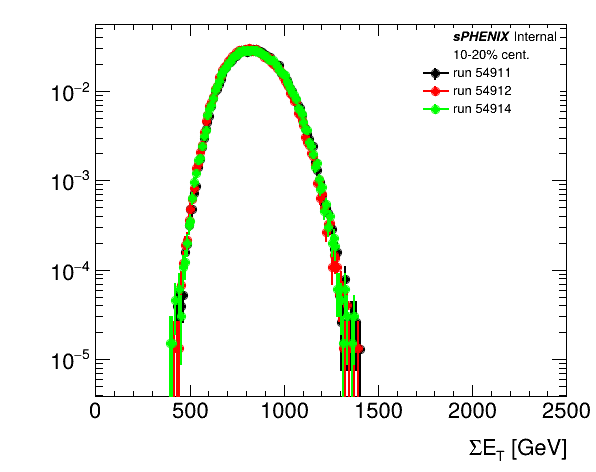 sPHENIX Internal
10-20% cent.
run 54911
run 54912
run 54914
10⁻²
10⁻³
10⁻⁴
10⁻⁵
0 500 1000 1500 2000 2500
ΣE_T [GeV]